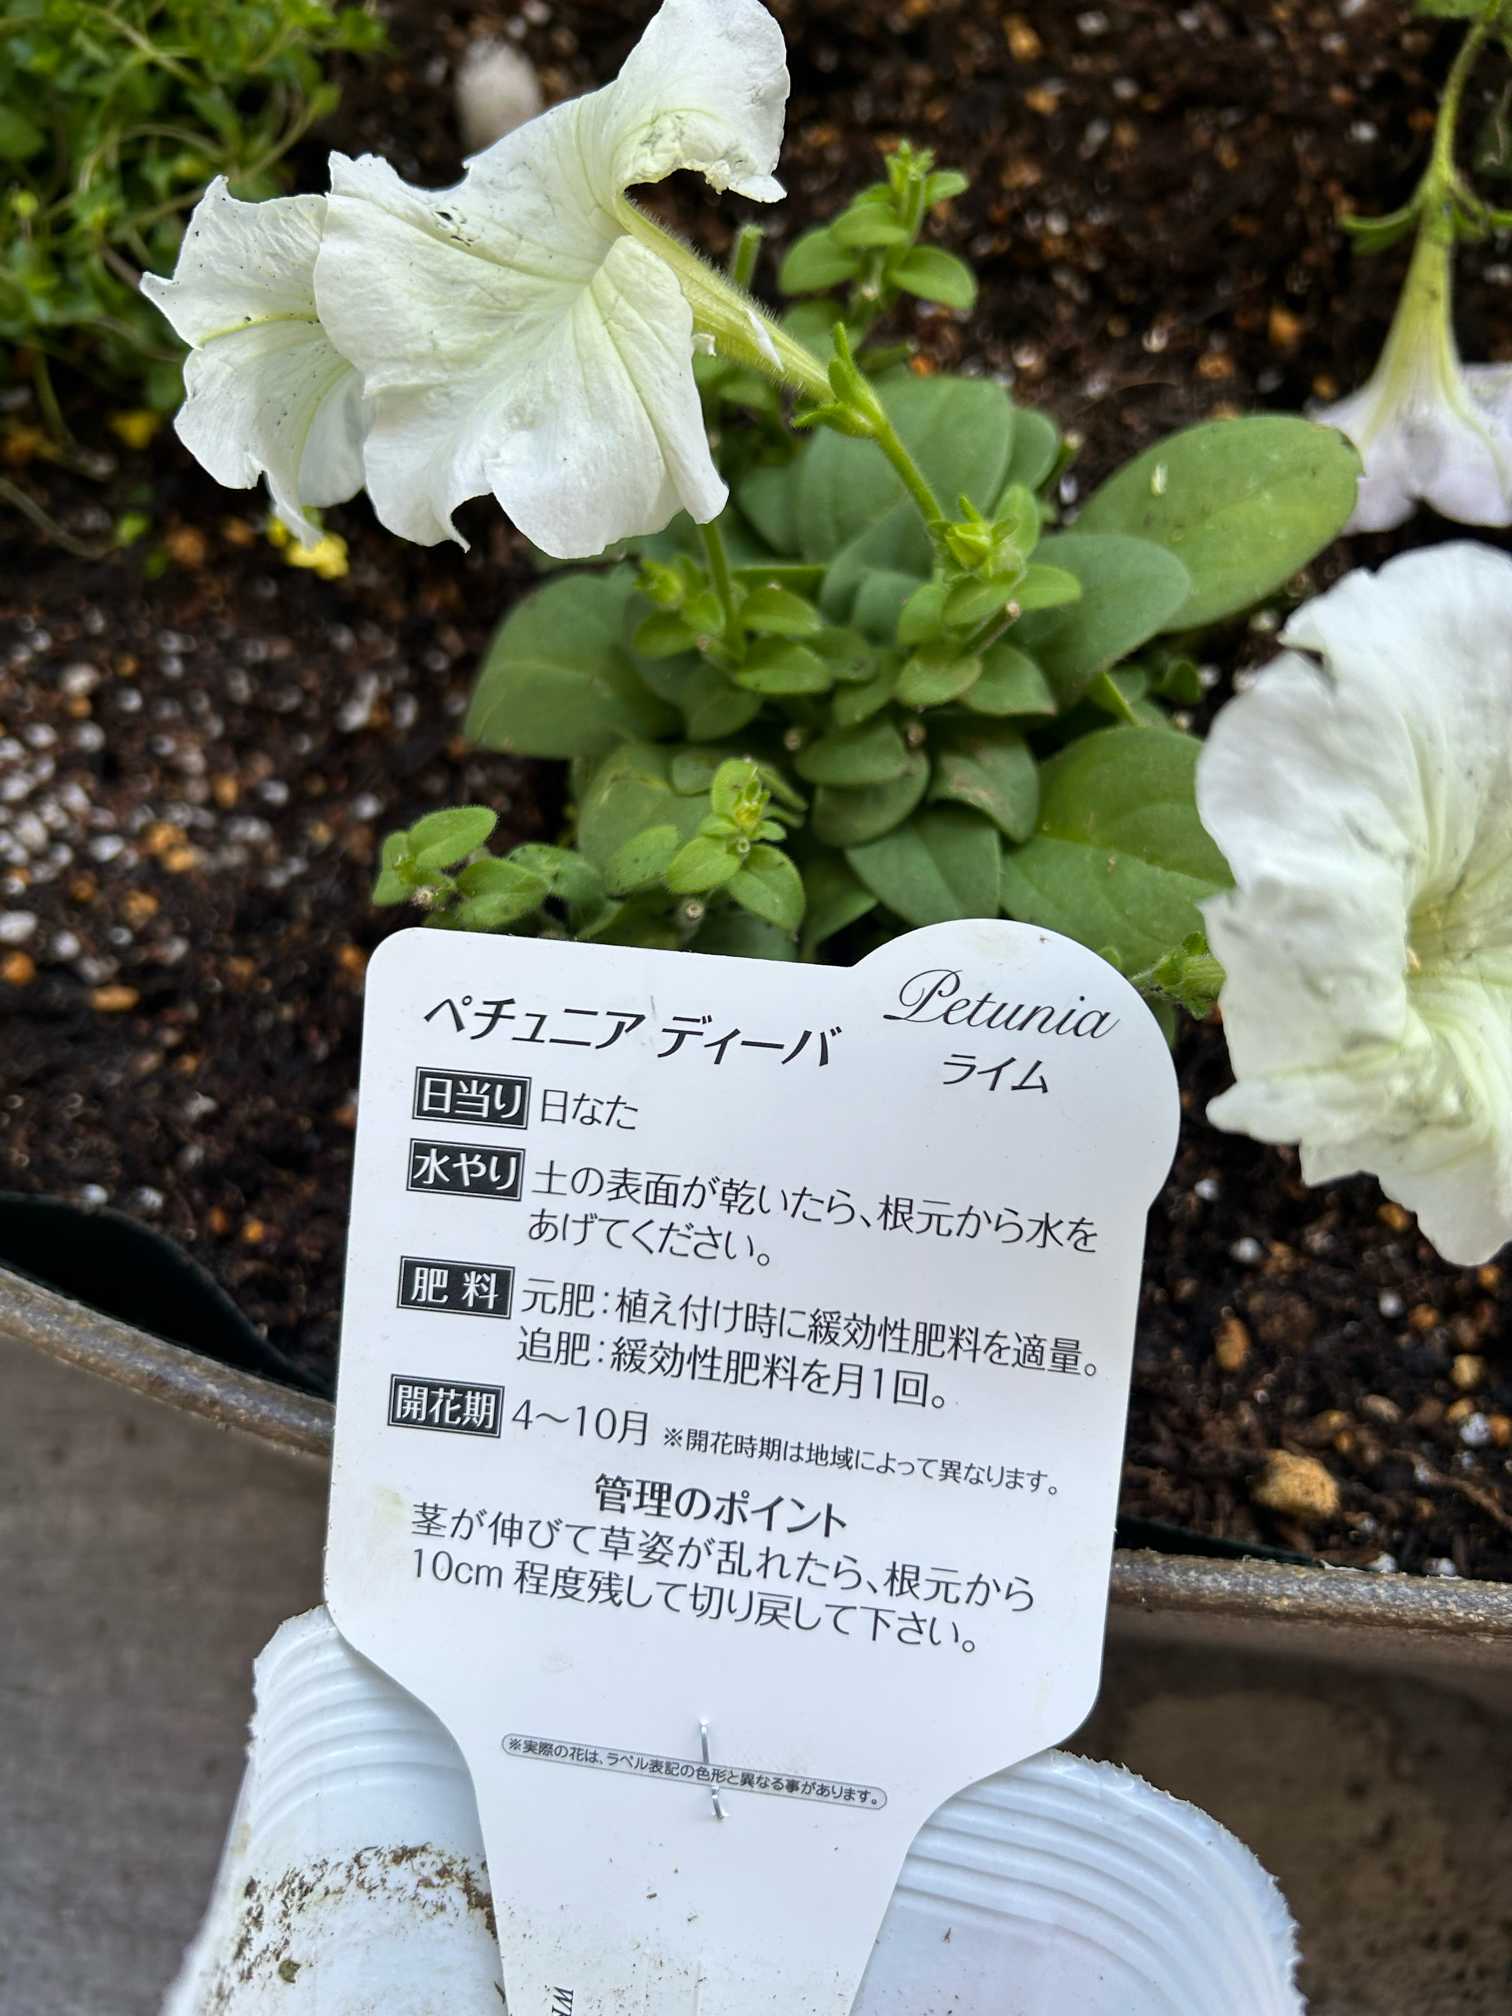 ペチュニア ディーバ
Petunia
ライム
日当り 日なた
水やり 土の表面が乾いたら、根元から水を
あげてください。
肥料 元肥：植え付け時に緩効性肥料を適量。
追肥：緩効性肥料を月1回。
開花期 4〜10月 ※開花時期は地域によって異なります。
管理のポイント
茎が伸びて草姿が乱れたら、根元から
10cm 程度残して切り戻して下さい。
※実際の花は、ラベル表記の色形と異なる事があります。